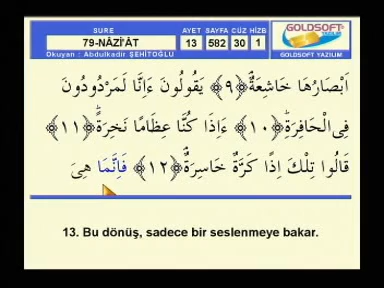 SURE AYET SAYFA CÜZ HİZB
79-NÂZİ'ÂT 13 582 30 1
Okuyan : Abdulkadir ŞEHİTOĞLU
GOLDSOFT
YAZILIM
GOLDSOFT YAZILIM
اَبْصَارُهَا خَاشِعَةٌۘ ﴿٩﴾ يَقُولُونَ ءَاِنَّا لَمَرْدُودُونَ
فِى الْحَافِرَةِۜ ﴿١٠﴾ ءَاِذَا كُنَّا عِظَامًا نَخِرَةًۜ ﴿١١﴾
قَالُوا تِلْكَ اِذًا كَرَّةٌ خَاسِرَةٌۢ ﴿١٢﴾ فَاِنَّمَا هِىَ
13. Bu dönüş, sadece bir seslenmeye bakar.